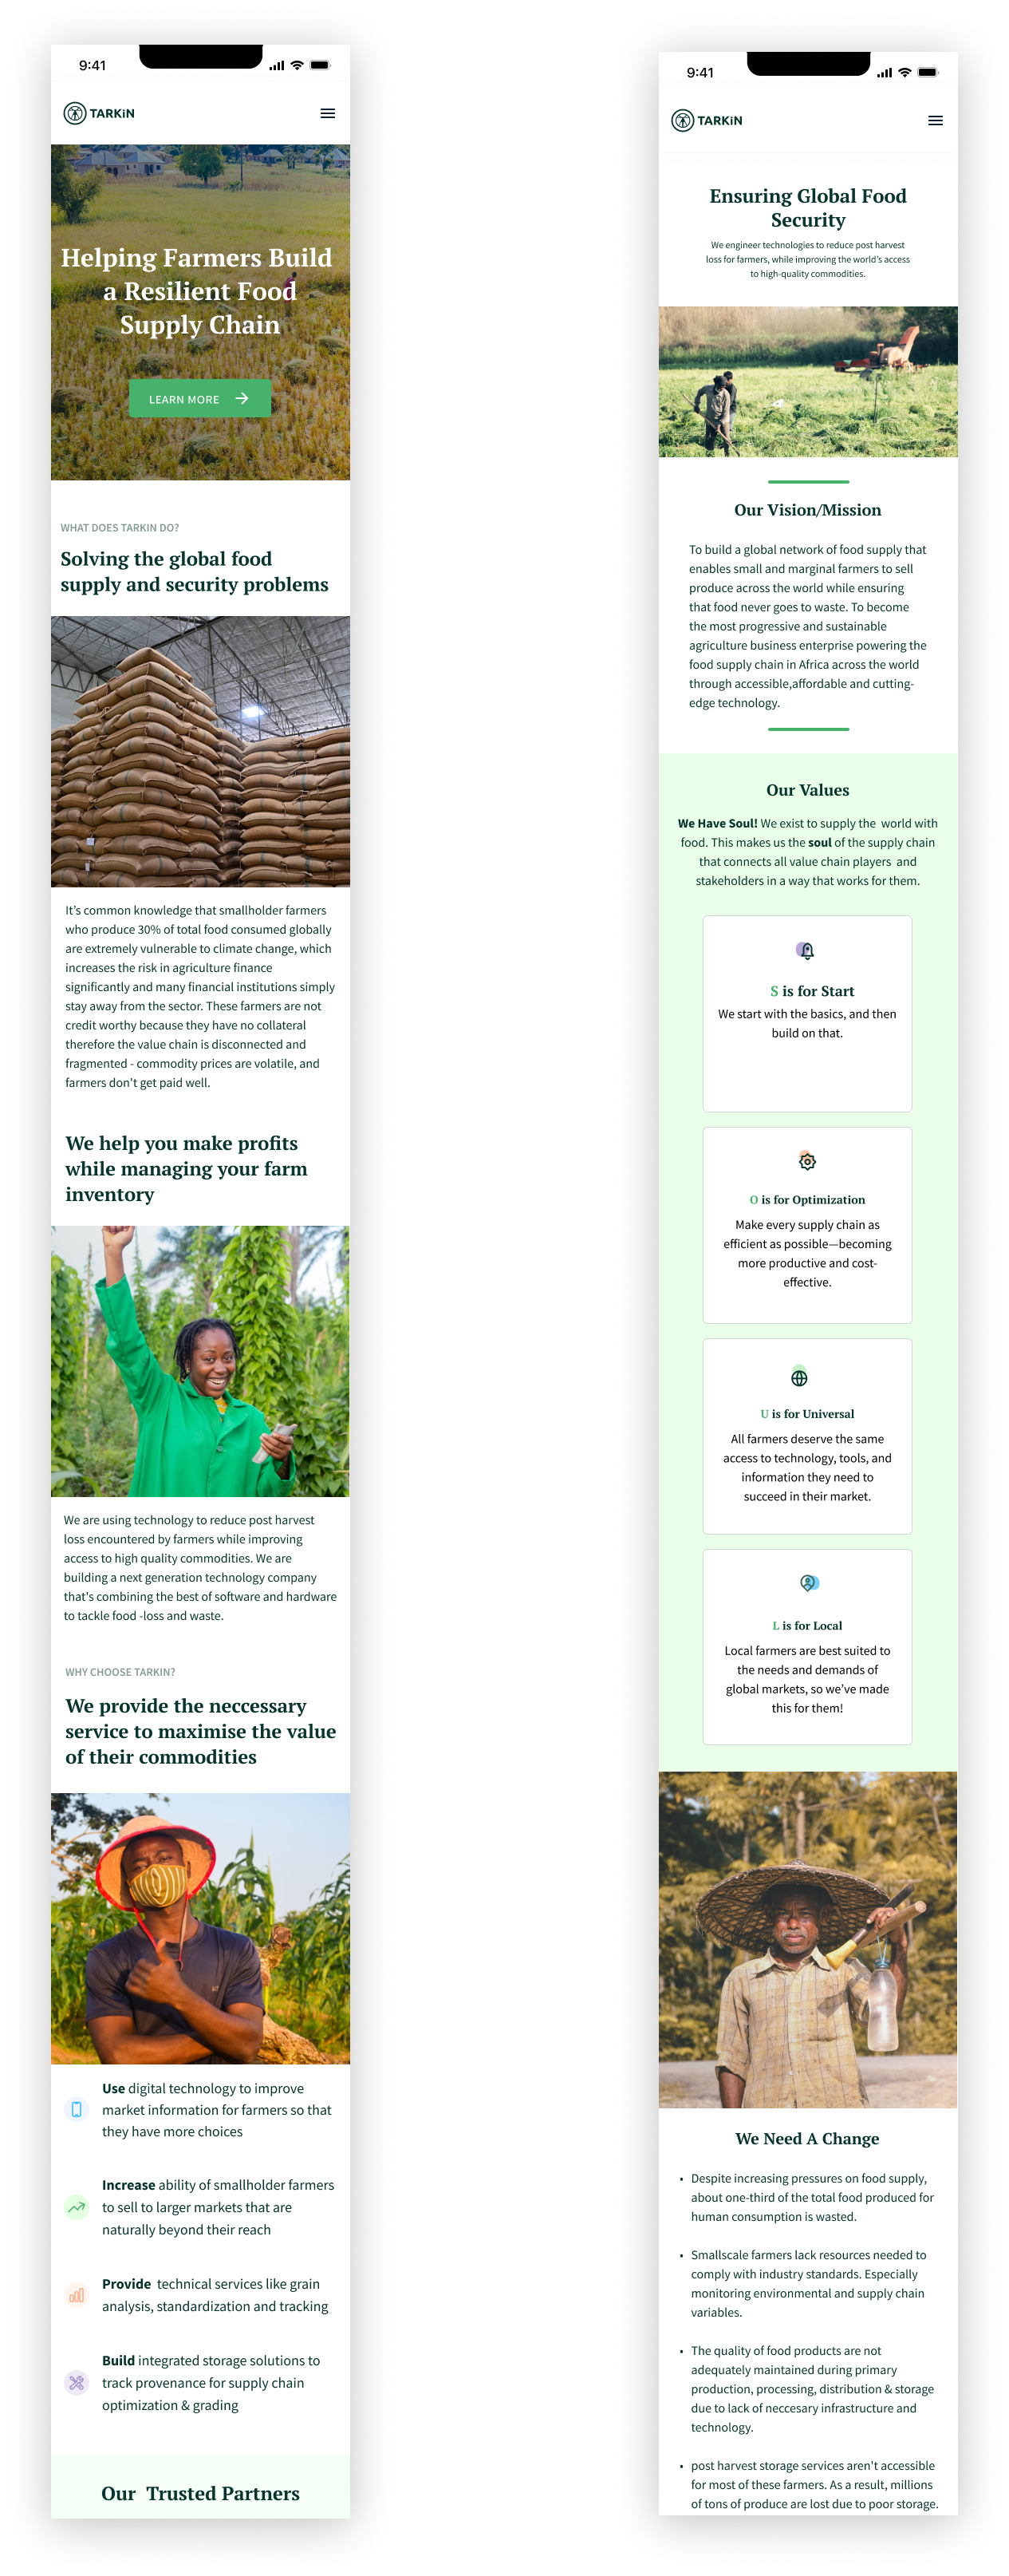 9:41
TARKiN
Helping Farmers Build
a Resilient Food
Supply Chain
LEARN MORE
WHAT DOES TARKIN DO?
Solving the global food
supply and security problems
It's common knowledge that smallholder farmers
who produce 30% of total food consumed globally
are extremely vulnerable to climate change, which
increases the risk in agriculture finance
significantly and many financial institutions simply
stay away from the sector. These farmers are not
credit worthy because they have no collateral
therefore the value chain is disconnected and
fragmented - commodity prices are volatile, and
farmers don't get paid well.
We help you make profits
while managing your farm
inventory
We are using technology to reduce post harvest
loss encountered by farmers while improving
access to high quality commodities. We are
building a next generation technology company
that's combining the best of software and hardware
to tackle food -loss and waste.
WHY CHOOSE TARKIN?
We provide the neccessary
service to maximise the value
of their commodities
Use digital technology to improve
market information for farmers so that
they have more choices
Increase ability of smallholder farmers
to sell to larger markets that are
naturally beyond their reach
Provide  technical services like grain
analysis, standardization and tracking
Build integrated storage solutions to
track provenance for supply chain
optimization & grading
Our  Trusted Partners
9:41
TARKiN
Ensuring Global Food
Security
We engineer technologies to reduce post harvest
loss for farmers, while improving the world's access
to high-quality commodities.
Our Vision/Mission
To build a global network of food supply that
enables small and marginal farmers to sell
produce across the world while ensuring
that food never goes to waste. To become
the most progressive and sustainable
agriculture business enterprise powering the
food supply chain in Africa across the world
through accessible,affordable and cutting-
edge technology.
Our Values
We Have Soul! We exist to supply the  world with
food. This makes us the soul of the supply chain
that connects all value chain players  and
stakeholders in a way that works for them.
S is for Start
We start with the basics, and then
build on that.
O is for Optimization
Make every supply chain as
efficient as possible—becoming
more productive and cost-
effective.
U is for Universal
All farmers deserve the same
access to technology, tools, and
information they need to
succeed in their market.
L is for Local
Local farmers are best suited to
the needs and demands of
global markets, so we've made
this for them!
We Need A Change
• Despite increasing pressures on food supply,
about one-third of the total food produced for
human consumption is wasted.
• Smallscale farmers lack resources needed to
comply with industry standards. Especially
monitoring environmental and supply chain
variables.
• The quality of food products are not
adequately maintained during primary
production, processing, distribution & storage
due to lack of neccesary infrastructure and
technology.
• post harvest storage services aren't accessible
for most of these farmers. As a result, millions
of tons of produce are lost due to poor storage.